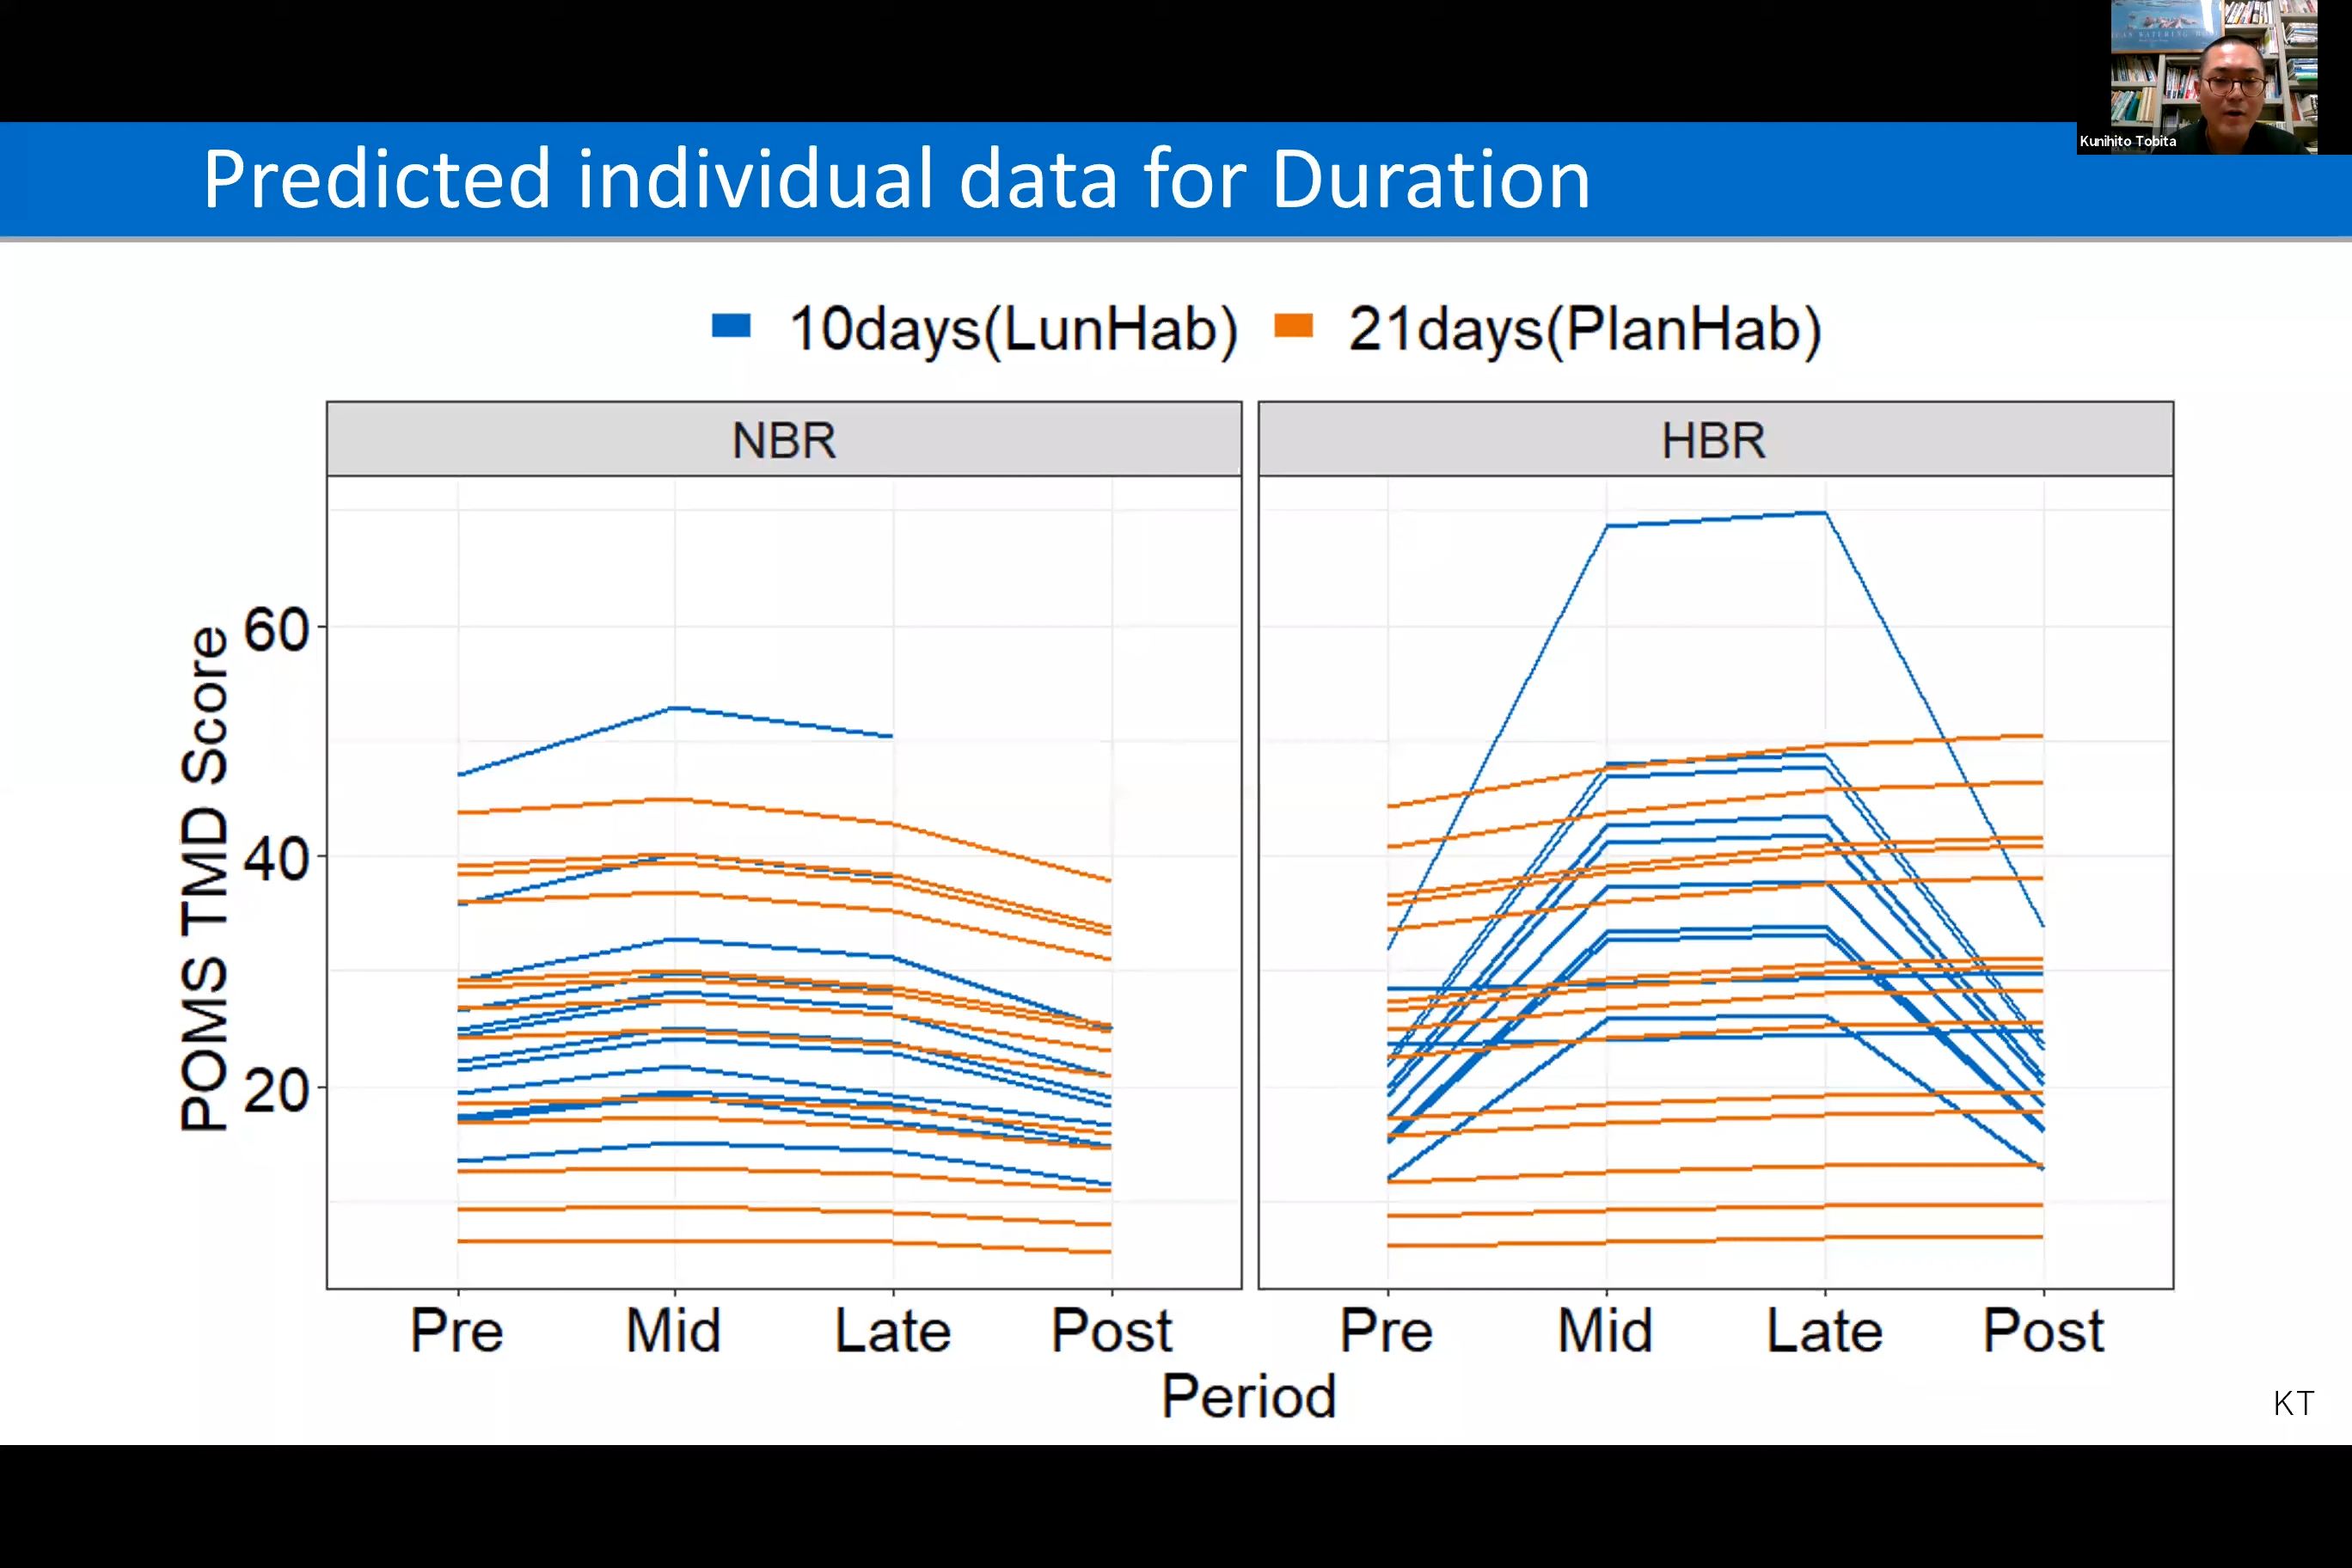 Kunihito Tobita
Predicted individual data for Duration
10days(LunHab) 21days(PlanHab)
NBR HBR
POMS TMD Score
60
40
20
Pre Mid Late Post Pre Mid Late Post
Period
KT